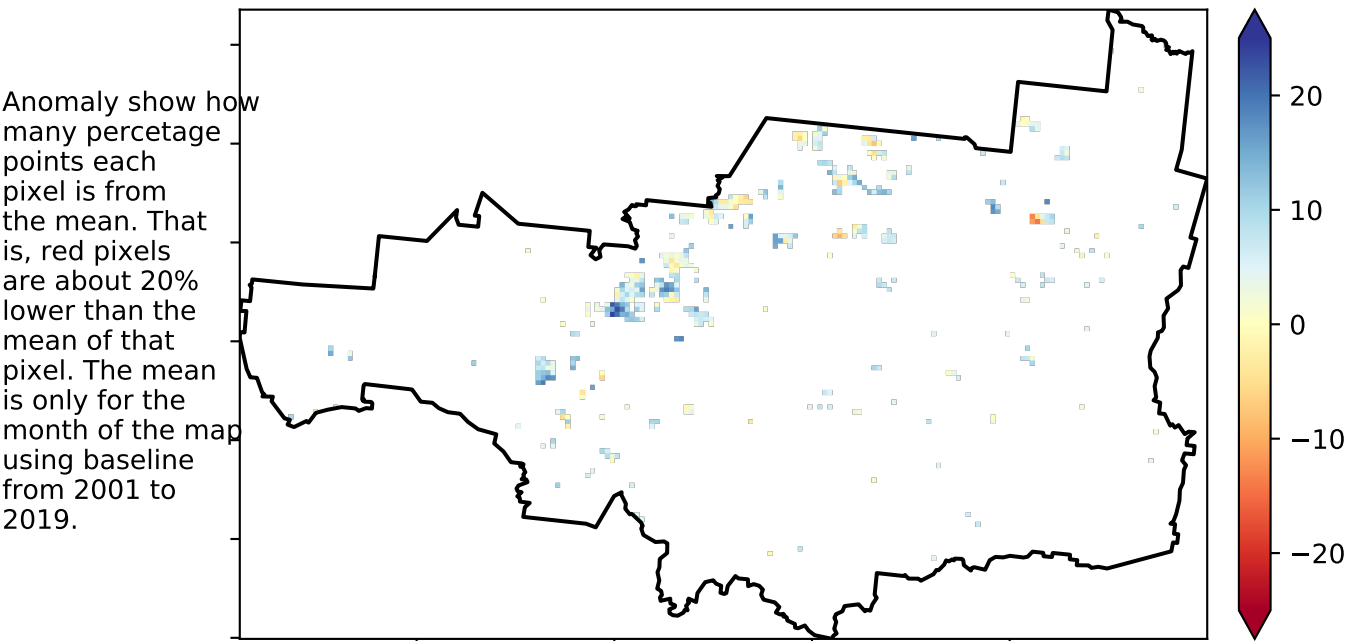 Anomaly show how
many percetage
points each
pixel is from
the mean. That
is, red pixels
are about 20%
lower than the
mean of that
pixel. The mean
is only for the
month of the map
using baseline
from 2001 to
2019.
20
10
0
−10
−20